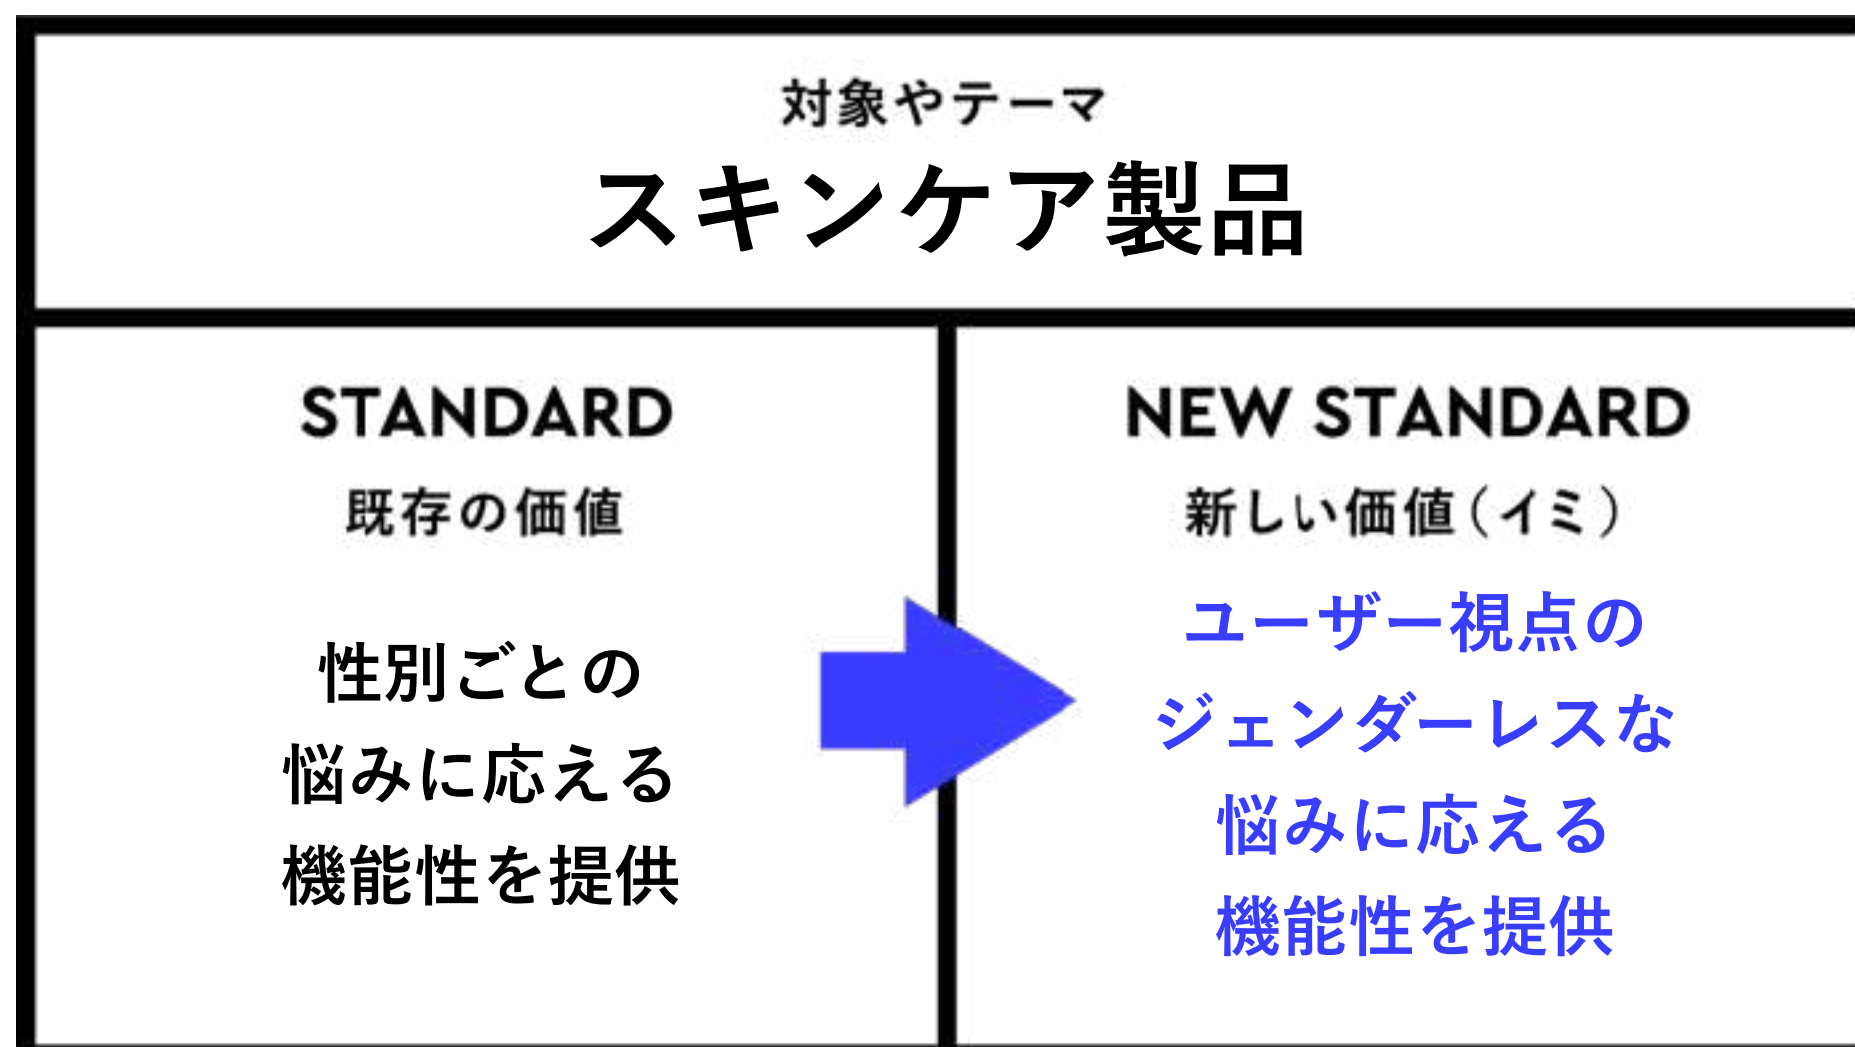 対象やテーマ
スキンケア製品
STANDARD
既存の価値
性別ごとの
悩みに応える
機能性を提供
NEW STANDARD
新しい価値（イミ）
ユーザー視点の
ジェンダーレスな
悩みに応える
機能性を提供